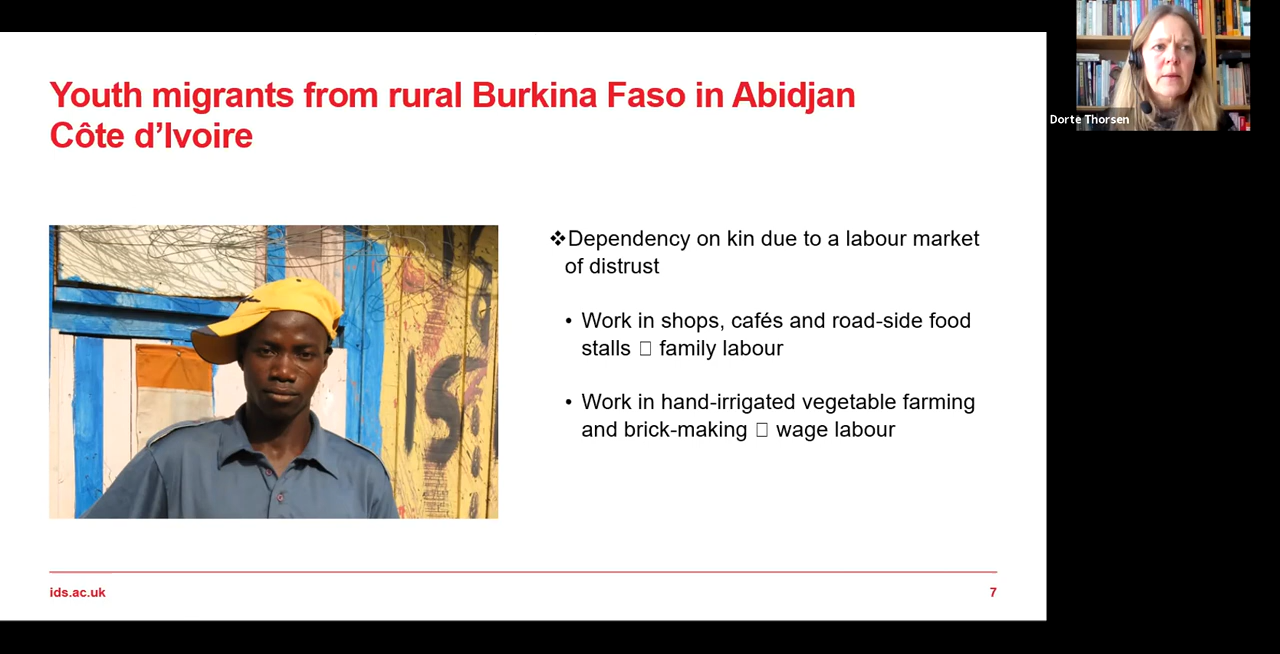 Youth migrants from rural Burkina Faso in Abidjan
Côte d’Ivoire
❖Dependency on kin due to a labour market
of distrust
• Work in shops, cafés and road-side food
stalls □ family labour
• Work in hand-irrigated vegetable farming
and brick-making □ wage labour
ids.ac.uk
7
Dorte Thorsen